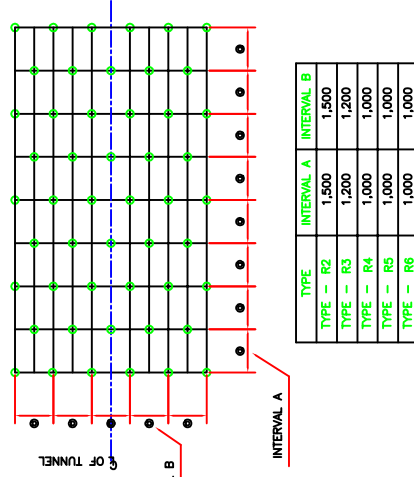 ℄ OF TUNNEL
B
INTERVAL A
TYPE INTERVAL A INTERVAL B
TYPE - R2 1,500 1,500
TYPE - R3 1,200 1,200
TYPE - R4 1,000 1,000
TYPE - R5 1,000 1,000
TYPE - R6 1,000 1,000